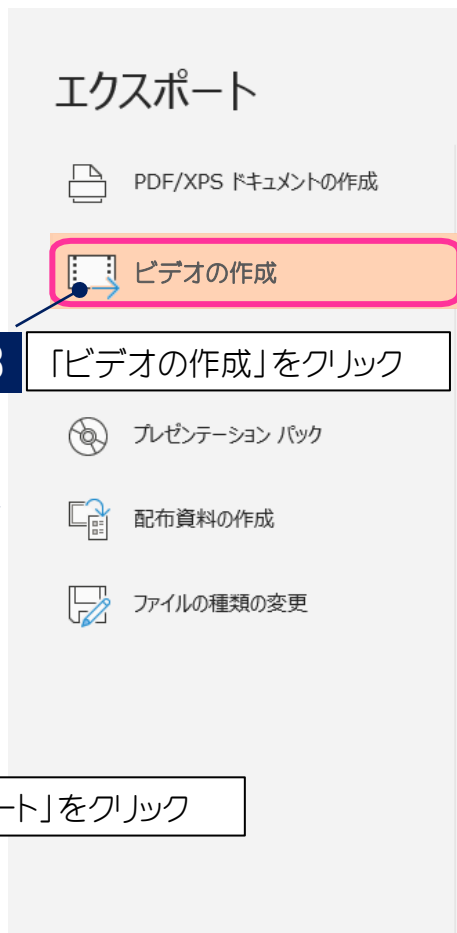 エクスポート
PDF/XPS ドキュメントの作成
ビデオの作成
3 「ビデオの作成」をクリック
プレゼンテーション パック
配布資料の作成
ファイルの種類の変更
ート」をクリック